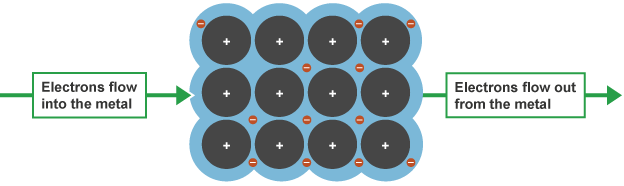 Electrons flow
into the metal
Electrons flow out
from the metal